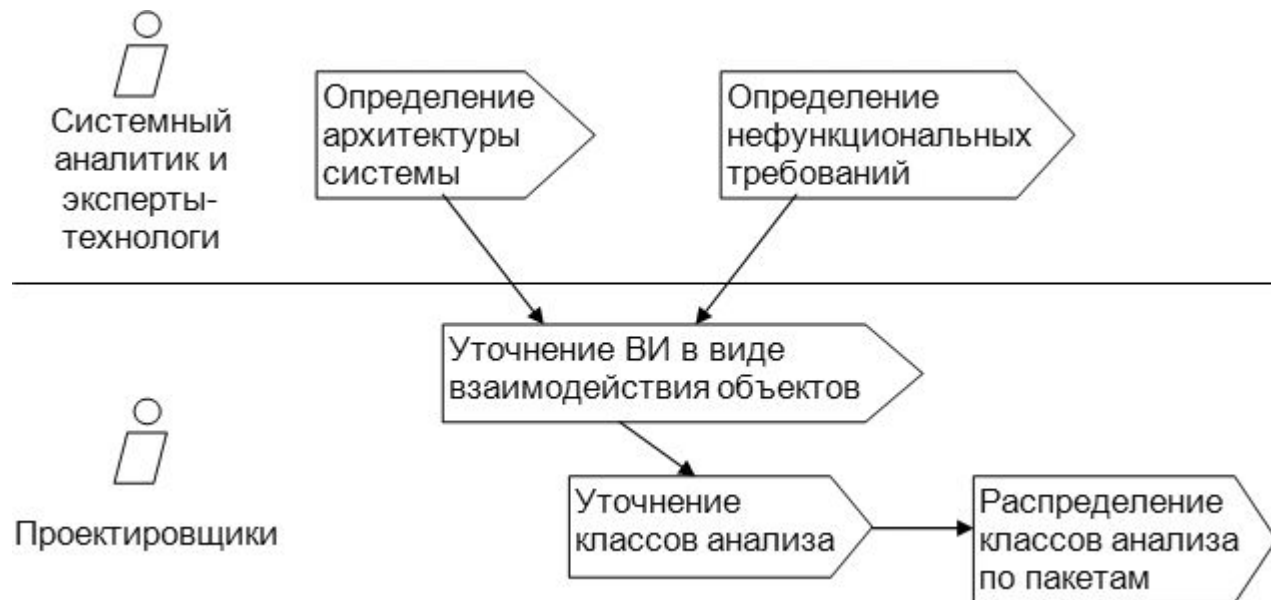 Системный
аналитик и
эксперты-
технологи
Определение
архитектуры
системы
Определение
нефункциональных
требований
Уточнение ВИ в виде
взаимодействия объектов
Проектировщики
Уточнение
классов анализа
Распределение
классов анализа
по пакетам